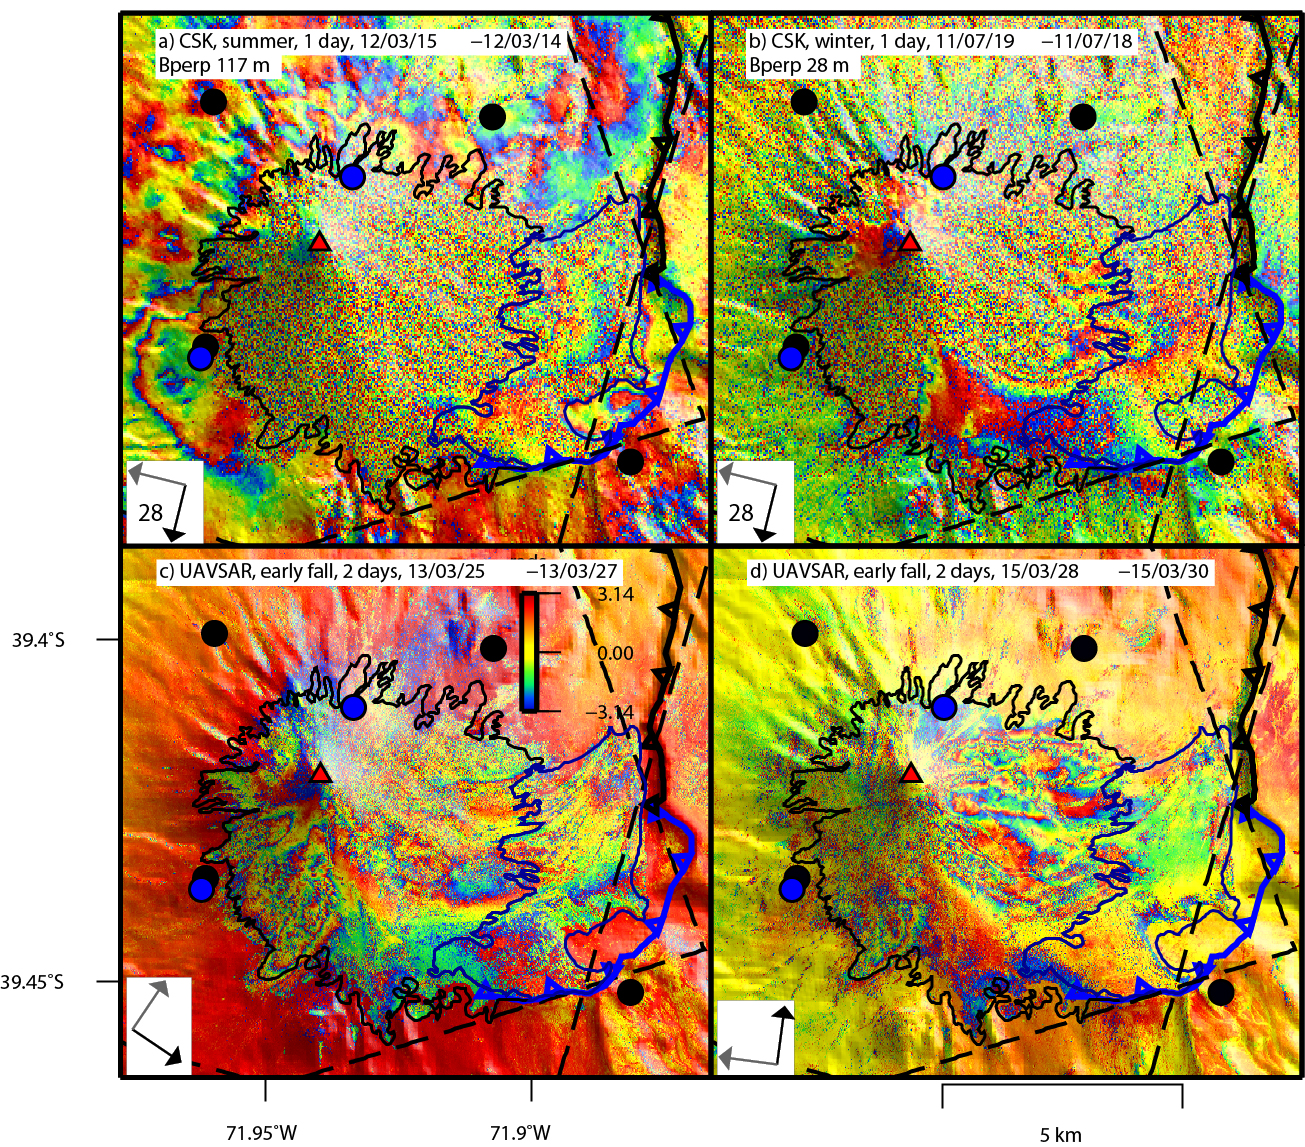 a) CSK, summer, 1 day, 12/03/15 −12/03/14
Bperp 117 m
b) CSK, winter, 1 day, 11/07/19 −11/07/18
Bperp 28 m
28
28
c) UAVSAR, early fall, 2 days, 13/03/25 −13/03/27
d) UAVSAR, early fall, 2 days, 15/03/28 −15/03/30
3.14
0.00
−3.14
39.4°S
39.45°S
71.95°W
71.9°W
5 km